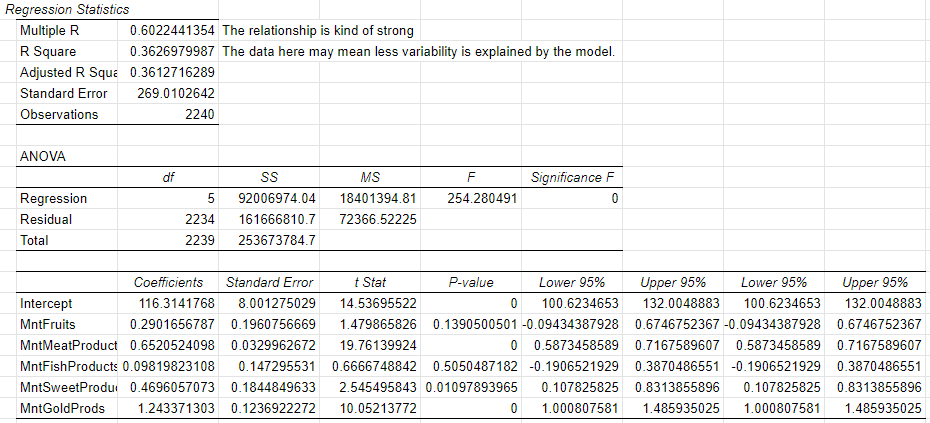 Regression Statistics
Multiple R 0.6022441354 The relationship is kind of strong
R Square 0.3626979987 The data here may mean less variability is explained by the model.
Adjusted R Squa 0.3612716289
Standard Error 269.0102642
Observations 2240
ANOVA
df SS MS F Significance F
Regression 5 92006974.04 18401394.81 254.280491 0
Residual 2234 161666810.7 72366.52225
Total 2239 253673784.7
Coefficients Standard Error t Stat P-value Lower 95% Upper 95% Lower 95% Upper 95%
Intercept 116.3141768 8.001275029 14.53695522 0 100.6234653 132.0048883 100.6234653 132.0048883
MntFruits 0.2901656787 0.1960756669 1.479865826 0.1390500501 -0.09434387928 0.6746752367 -0.09434387928 0.6746752367
MntMeatProduct 0.6520524098 0.0329962672 19.76139924 0 0.5873458589 0.7167589607 0.5873458589 0.7167589607
MntFishProducts 0.09819823108 0.147295531 0.6666748842 0.5050487182 -0.1906521929 0.3870486551 -0.1906521929 0.3870486551
MntSweetProdu 0.4696057073 0.1844849633 2.545495843 0.01097893965 0.107825825 0.8313855896 0.107825825 0.8313855896
MntGoldProds 1.243371303 0.1236922272 10.05213772 0 1.000807581 1.485935025 1.000807581 1.485935025